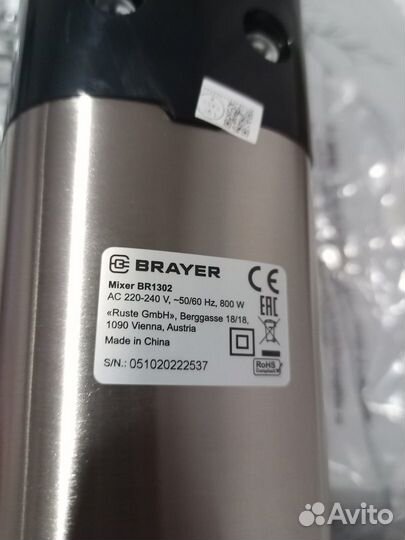 BRAYER
Mixer BR1302
AC 220-240 V, ~50/60 Hz, 800 W
«Ruste GmbH», Berggasse 18/18,
1090 Vienna, Austria
Made in China
S/N.: 051020222537
CE
EAC
RoHS
Compliant
Avito